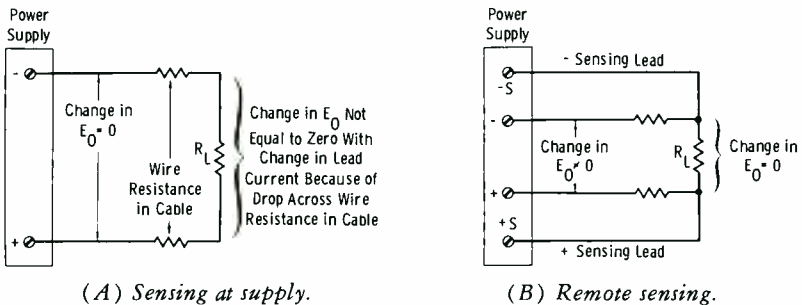 Power
Supply
-
Change in
E0= 0
+
Wire
Resistance
in Cable
RL
Change in E0 Not
Equal to Zero With
Change in Lead
Current Because of
Drop Across Wire
Resistance in Cable
(A) Sensing at supply.
Power
Supply
- Sensing Lead
-S
-
Change in
E0≠ 0
+
+S
+ Sensing Lead
RL
Change in
E0= 0
(B) Remote sensing.